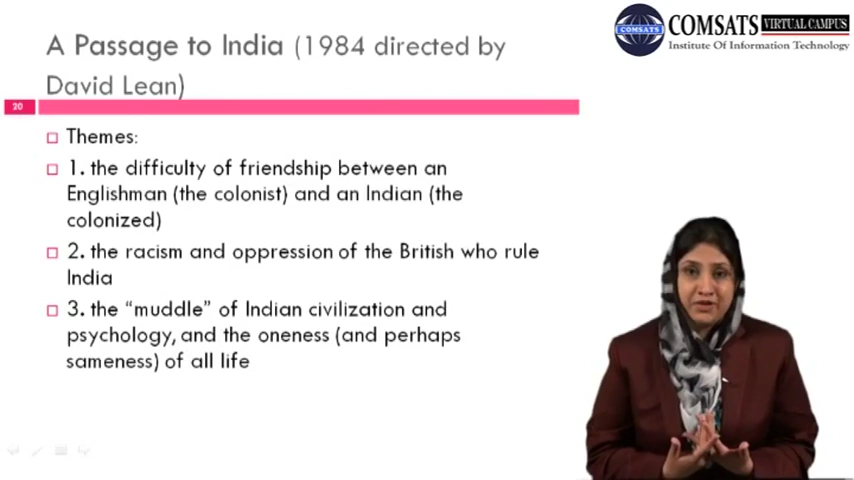 A Passage to India (1984 directed by
David Lean)
COMSATS
COMSATS VIRTUAL CAMPUS
Institute Of Information Technology
20
Themes:
1. the difficulty of friendship between an
Englishman (the colonist) and an Indian (the
colonized)
2. the racism and oppression of the British who rule
India
3. the “muddle” of Indian civilization and
psychology, and the oneness (and perhaps
sameness) of all life